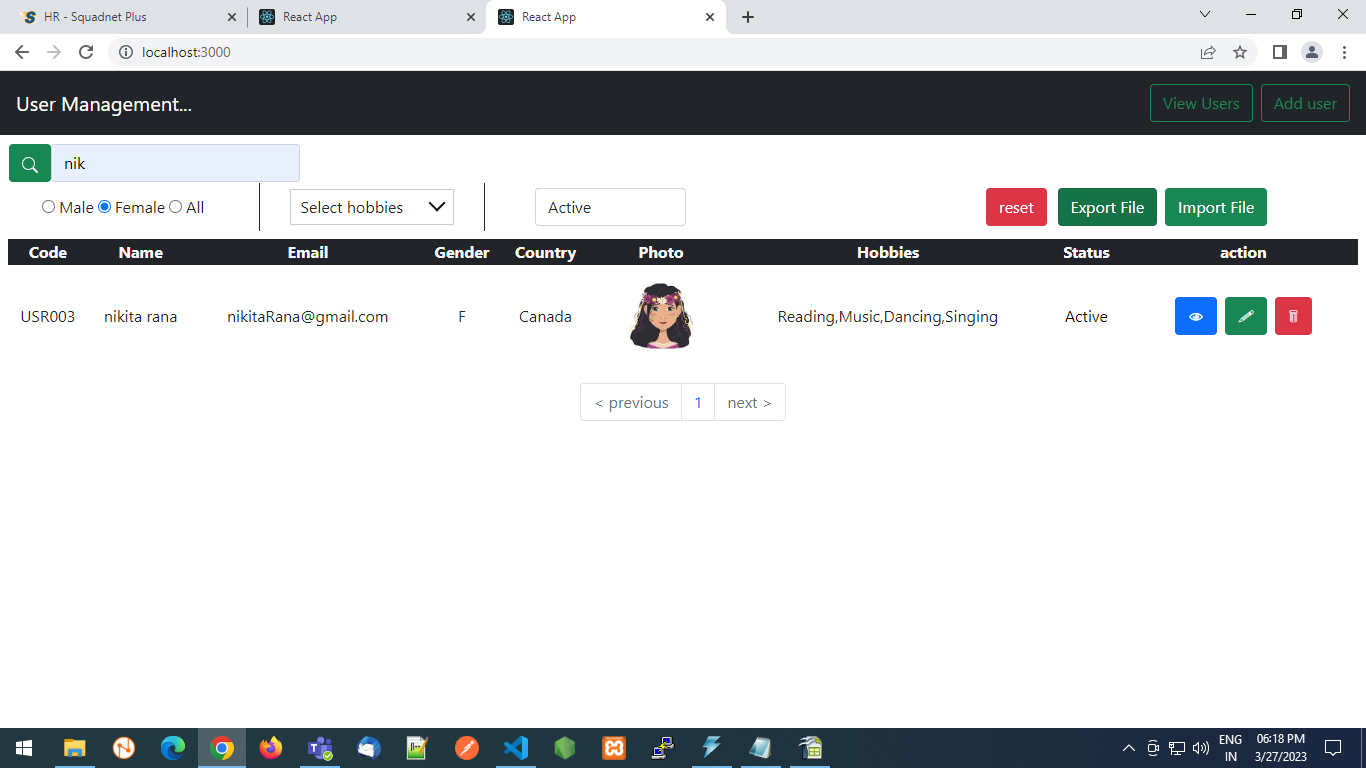 HR - Squadnet Plus
React App
React App
localhost:3000
User Management...
View Users
Add user
nik
Male Female All
Select hobbies
Active
reset
Export File
Import File
Code Name Email Gender Country Photo Hobbies Status action
USR003 nikita rana nikitaRana@gmail.com F Canada Reading,Music,Dancing,Singing Active
< previous 1 next >
ENG 06:18 PM
IN 3/27/2023